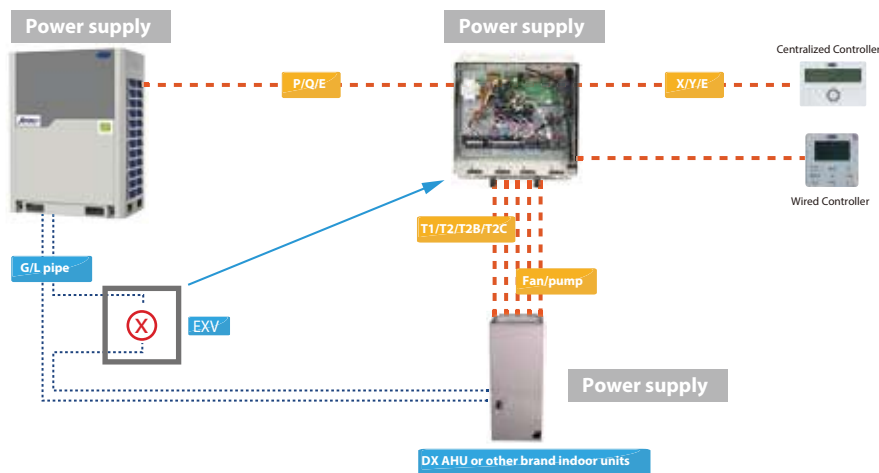 Power supply
Power supply
Centralized Controller
P/Q/E
X/Y/E
Wired Controller
T1/T2/T2B/T2C
G/L pipe
Fan/pump
X
EXV
Power supply
DX AHU or other brand indoor units